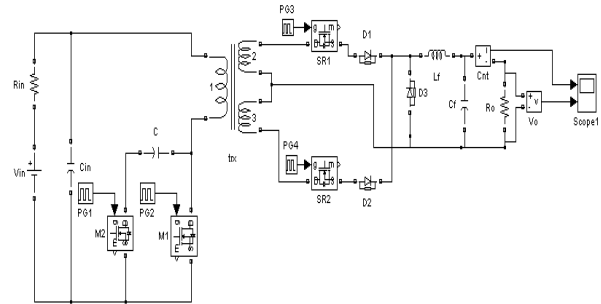 PG3
g m
SR1
D1
Rin
1
2
3
trx
Lf
Cnt
D3
Cf
Ro
Vo
Scope1
+
v
Vin
Cin
C
PG4
g m
SR2
D2
PG1
M2
PG2
M1